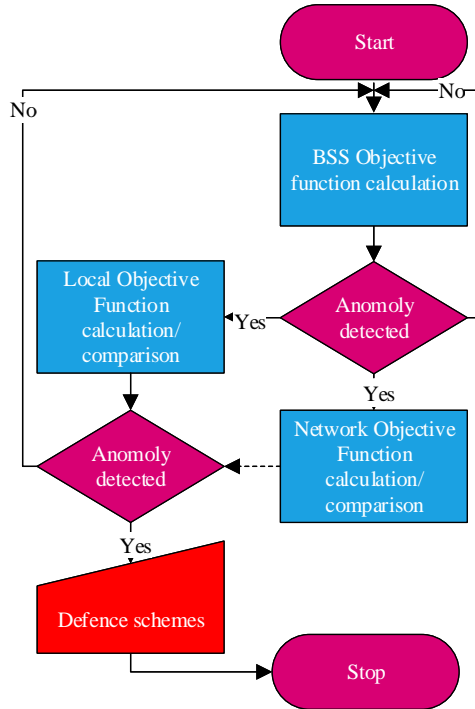 Start
No
No
BSS Objective
function calculation
Local Objective
Function
calculation/
comparison
Yes
Anomoly
detected
Yes
Network Objective
Function
calculation/
comparison
Anomoly
detected
Yes
Defence schemes
Stop